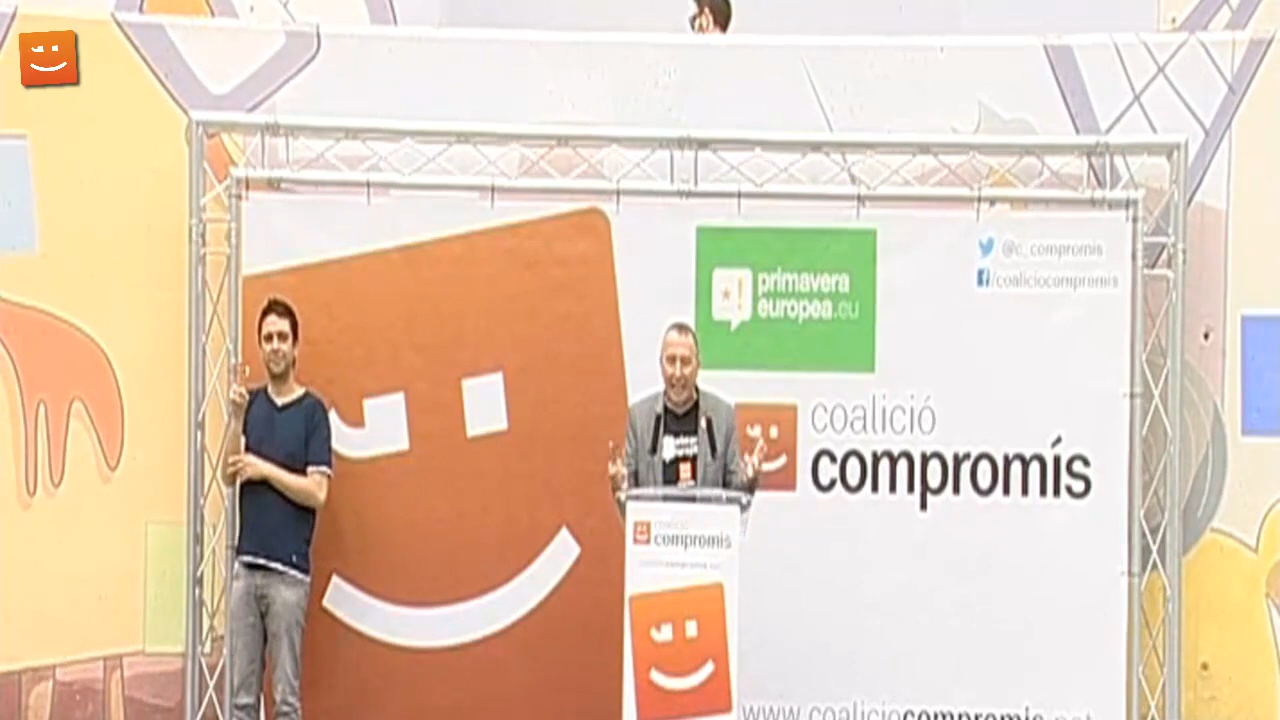 @c_compromis
/coaliciocompromis
primavera
europea.eu
coalició
compromís
coalició
compromís
www.coaliciocompromis.net